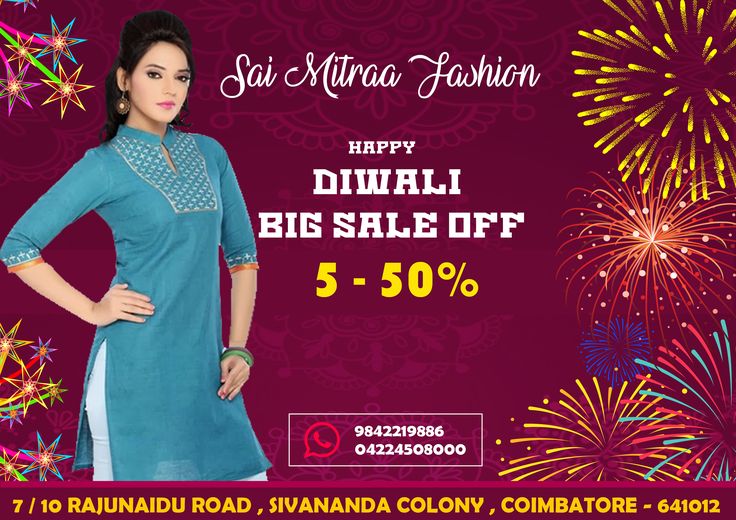 Sai Mitraa Fashion
HAPPY
DIWALI
BIG SALE OFF
5 - 50%
9842219886
04224508000
7 / 10 RAJUNAIDU ROAD , SIVANANDA COLONY , COIMBATORE - 641012